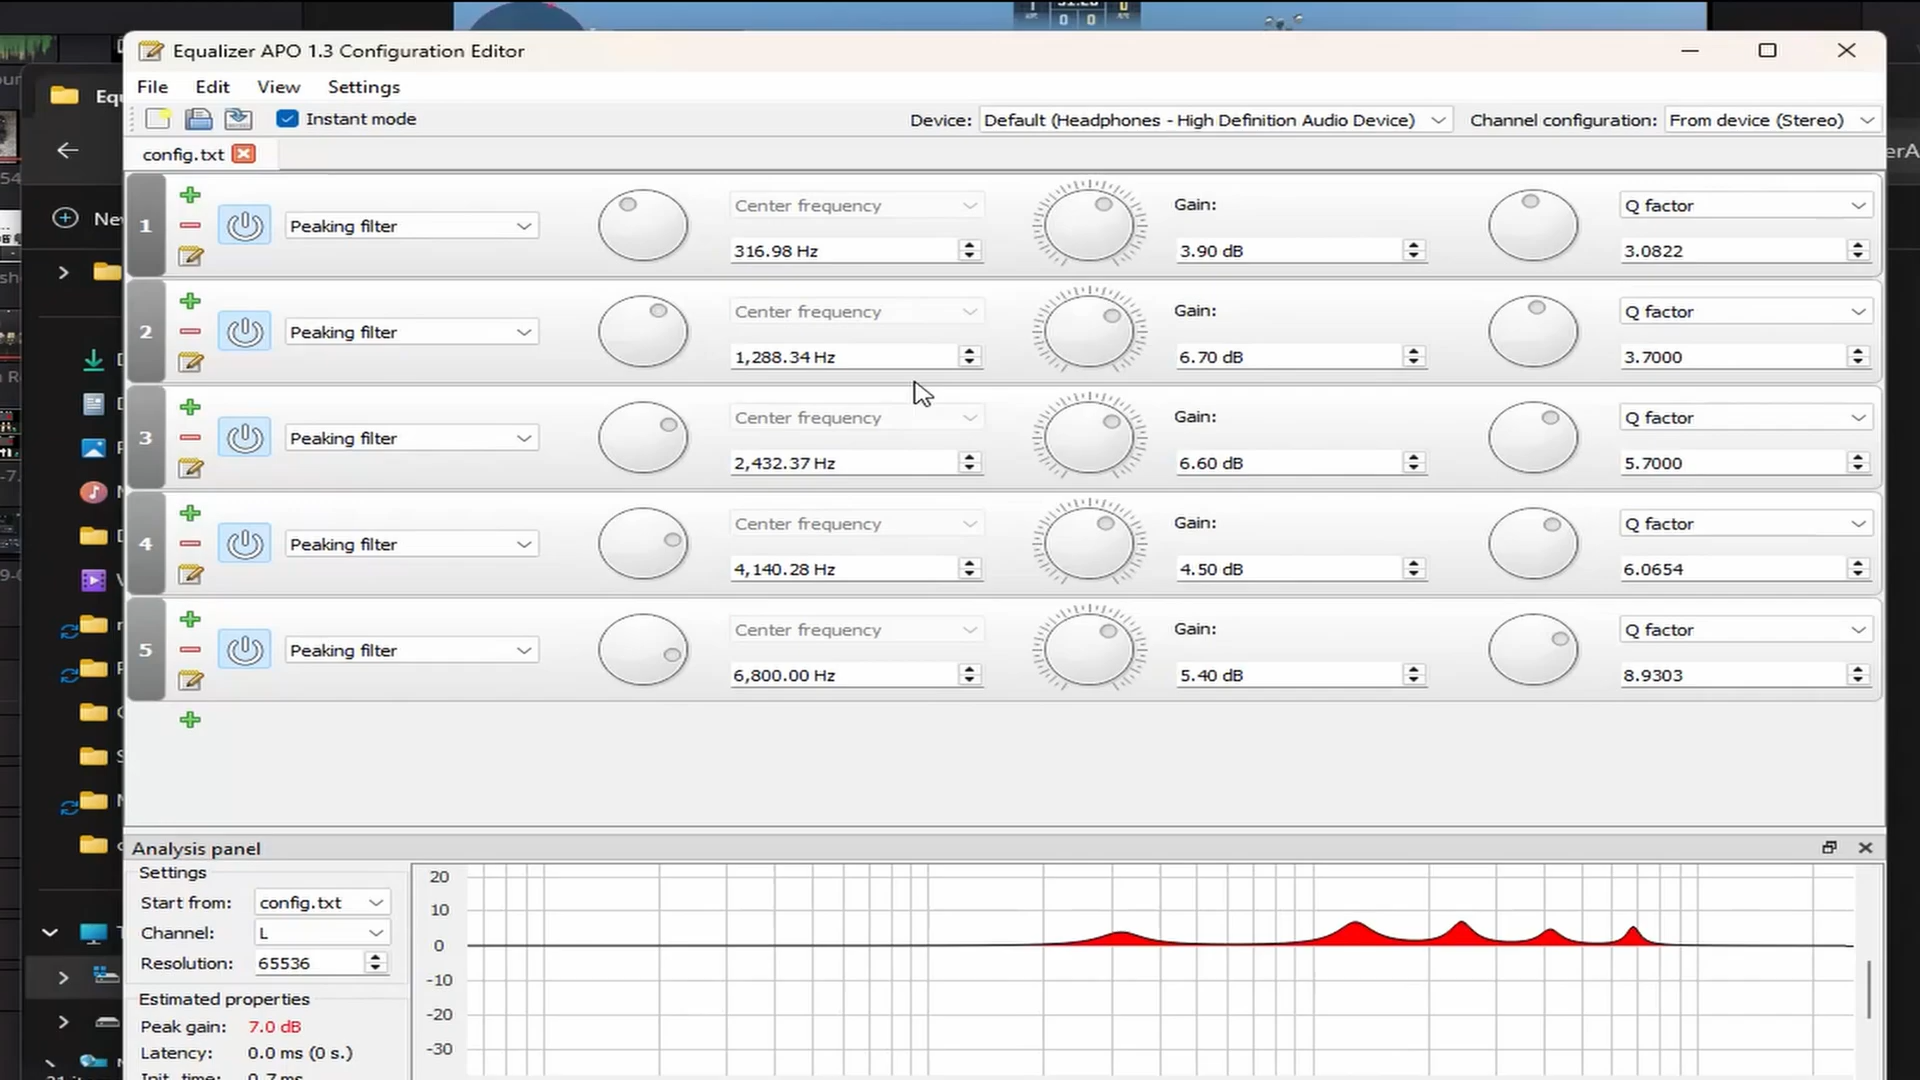 Equalizer APO 1.3 Configuration Editor
File Edit View Settings
Instant mode
Device: Default (Headphones - High Definition Audio Device)
Channel configuration: From device (Stereo)
config.txt
1 Peaking filter Center frequency 316.98 Hz Gain: 3.90 dB Q factor 3.0822
2 Peaking filter Center frequency 1,288.34 Hz Gain: 6.70 dB Q factor 3.7000
3 Peaking filter Center frequency 2,432.37 Hz Gain: 6.60 dB Q factor 5.7000
4 Peaking filter Center frequency 4,140.28 Hz Gain: 4.50 dB Q factor 6.0654
5 Peaking filter Center frequency 6,800.00 Hz Gain: 5.40 dB Q factor 8.9303
Analysis panel
Settings
Start from: config.txt
Channel: L
Resolution: 65536
Estimated properties
Peak gain: 7.0 dB
Latency: 0.0 ms (0 s.)
Init. time: 0.7 ms
20
10
0
-10
-20
-30